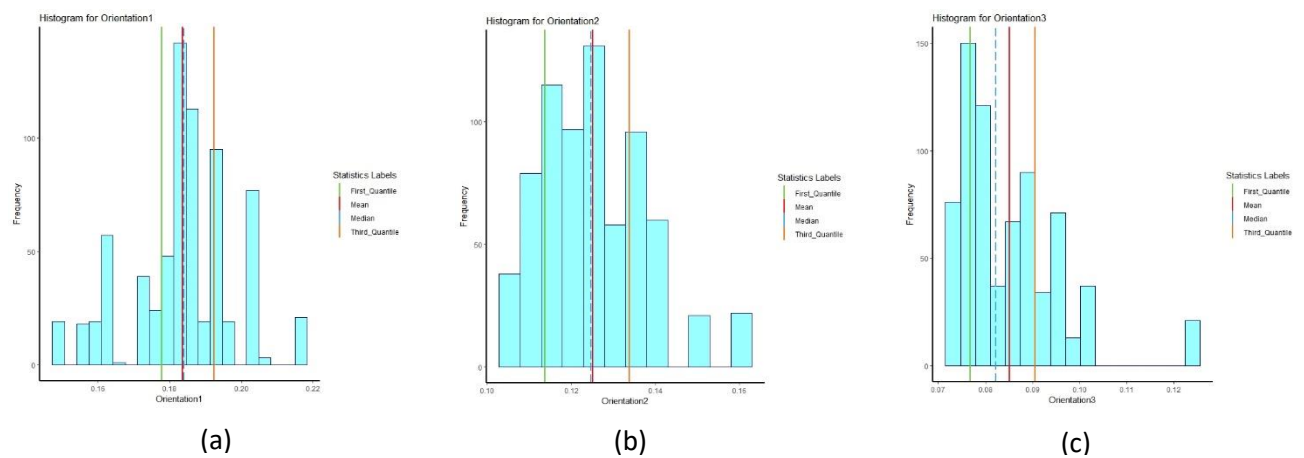 Histogram for Orientation1
100
50
0
Frequency
0.16
0.18
0.20
0.22
Orientation1
Statistics Labels
First_Quantile
Mean
Median
Third_Quantile
(a)
Histogram for Orientation2
100
50
0
Frequency
0.10
0.12
0.14
0.16
Orientation2
Statistics Labels
First_Quantile
Mean
Median
Third_Quantile
(b)
Histogram for Orientation3
150
100
50
0
Frequency
0.07
0.08
0.09
0.10
0.11
0.12
Orientation3
Statistics Labels
First_Quantile
Mean
Median
Third_Quantile
(c)